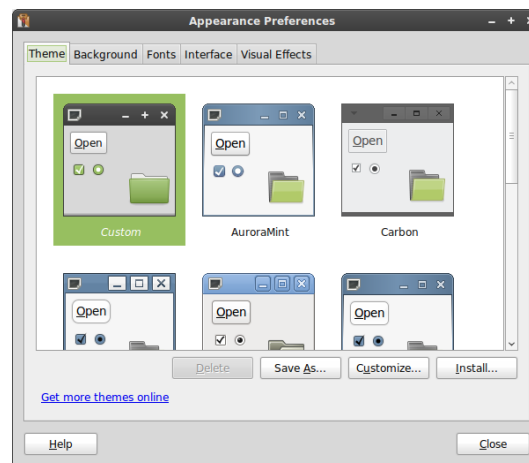 Appearance Preferences
Theme Background Fonts Interface Visual Effects
Open Open Open
Custom AuroraMint Carbon
Open Open Open
Delete Save As... Customize... Install...
Get more themes online
Help Close